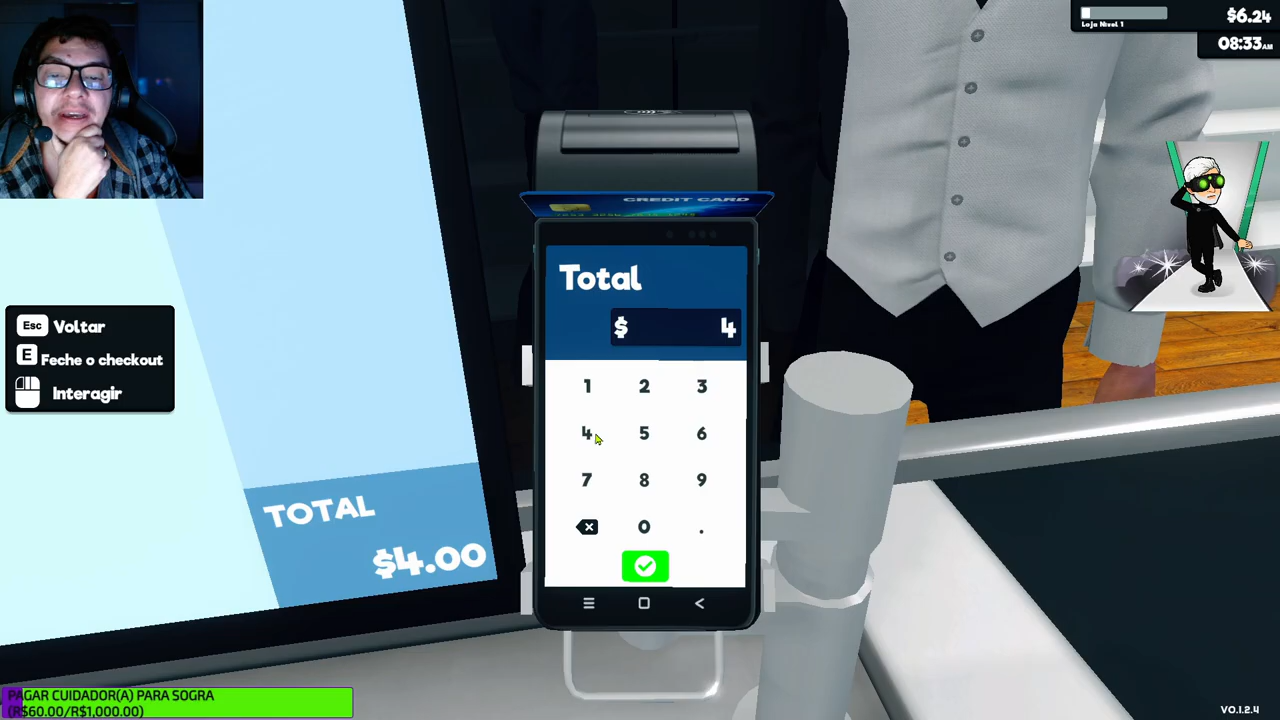 $6.24
Loja Nivel 1
08:33AM
CREDIT CARD
Total
$ 4
Esc Voltar
E Feche o checkout
Interagir
1 2 3
4 5 6
7 8 9
0 .
TOTAL
$4.00
PAGAR CUIDADOR(A) PARA SOGRA
(R$60.00/R$1,000.00)
V0.1.2.4